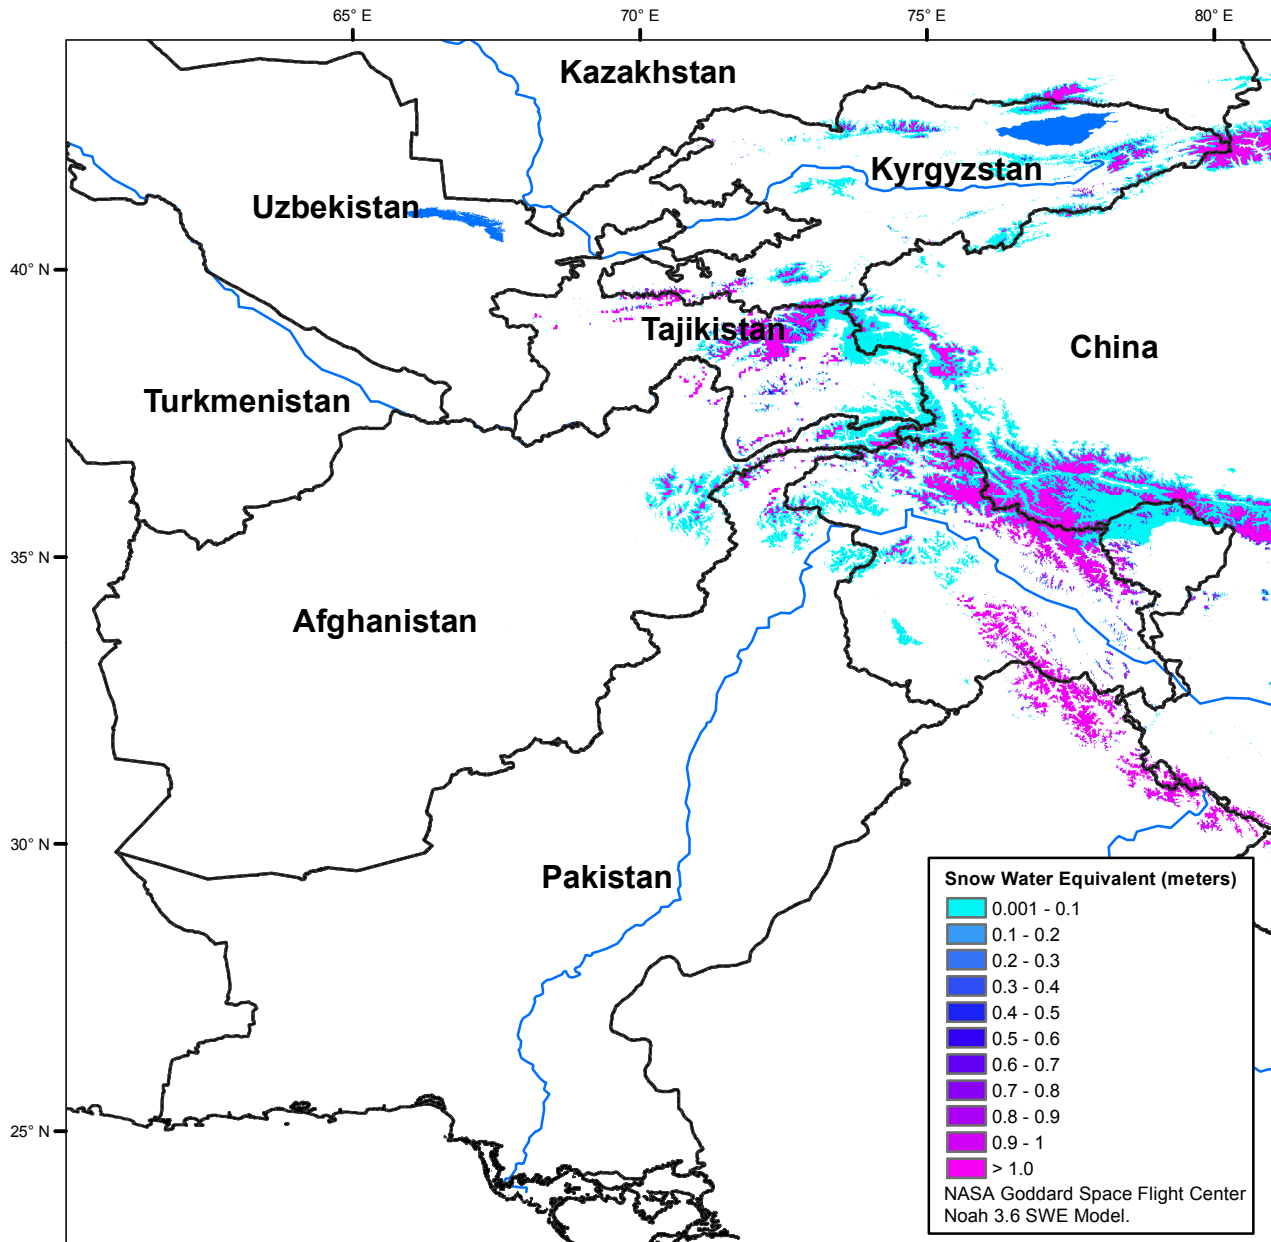 65° E
70° E
75° E
80° E
Kazakhstan
Kyrgyzstan
Uzbekistan
40° N
Tajikistan
China
Turkmenistan
35° N
Afghanistan
30° N
Pakistan
25° N
Snow Water Equivalent (meters)
0.001 - 0.1
0.1 - 0.2
0.2 - 0.3
0.3 - 0.4
0.4 - 0.5
0.5 - 0.6
0.6 - 0.7
0.7 - 0.8
0.8 - 0.9
0.9 - 1
> 1.0
NASA Goddard Space Flight Center
Noah 3.6 SWE Model.